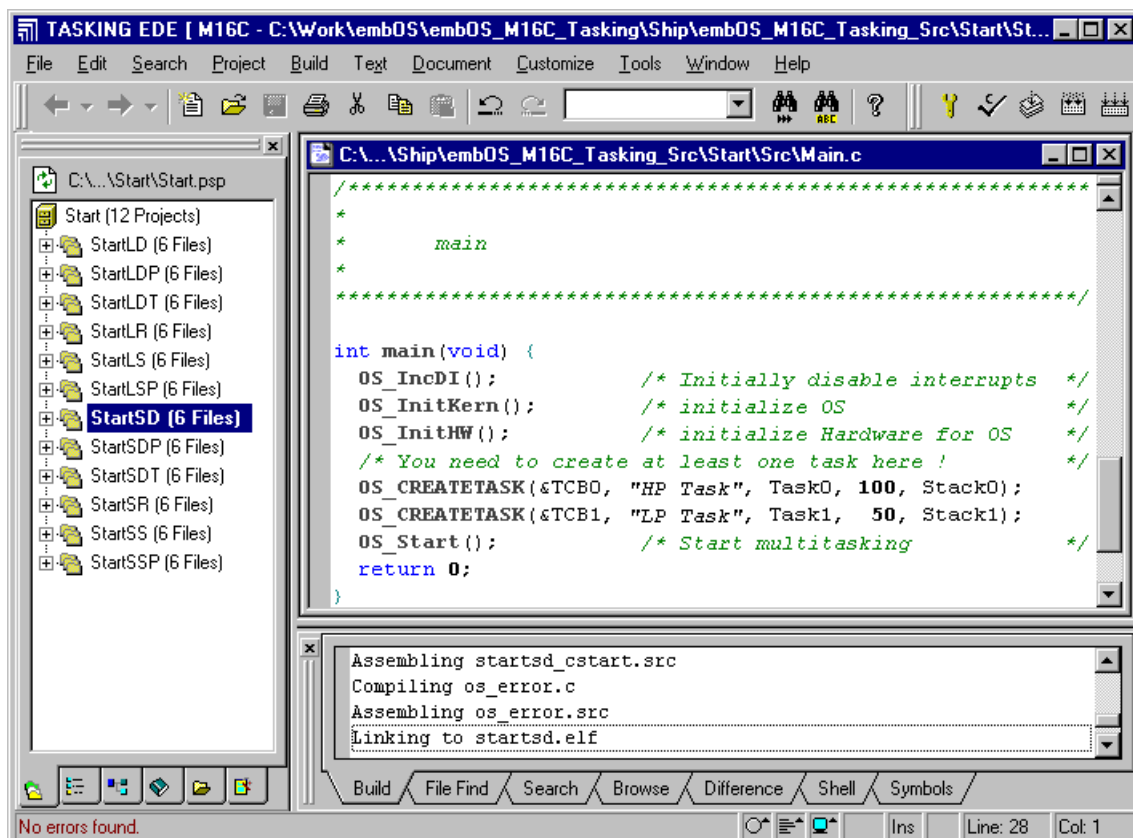 TASKING EDE [ M16C - C:\Work\embOS\embOS_M16C_Tasking\Ship\embOS_M16C_Tasking_Src\Start\St...
File Edit Search Project Build Text Document Customize Tools Window Help
ABC
C:\...\Start\Start.psp
Start (12 Projects)
StartLD (6 Files)
StartLDP (6 Files)
StartLDT (6 Files)
StartLR (6 Files)
StartLS (6 Files)
StartLSP (6 Files)
StartSD (6 Files)
StartSDP (6 Files)
StartSDT (6 Files)
StartSR (6 Files)
StartSS (6 Files)
StartSSP (6 Files)
C:\...\Ship\embOS_M16C_Tasking_Src\Start\Src\Main.c
/**********************************************************
*
*       main
*
**********************************************************/
int main(void) {
  OS_IncDI();           /* Initially disable interrupts  */
  OS_InitKern();        /* initialize OS                 */
  OS_InitHW();          /* initialize Hardware for OS    */
  /* You need to create at least one task here !         */
  OS_CREATETASK(&TCB0, "HP Task", Task0, 100, Stack0);
  OS_CREATETASK(&TCB1, "LP Task", Task1,  50, Stack1);
  OS_Start();           /* Start multitasking            */
  return 0;
}
Assembling startsd_cstart.src
Compiling os_error.c
Assembling os_error.src
Linking to startsd.elf
Build File Find Search Browse Difference Shell Symbols
No errors found. Ins Line: 28 Col: 1